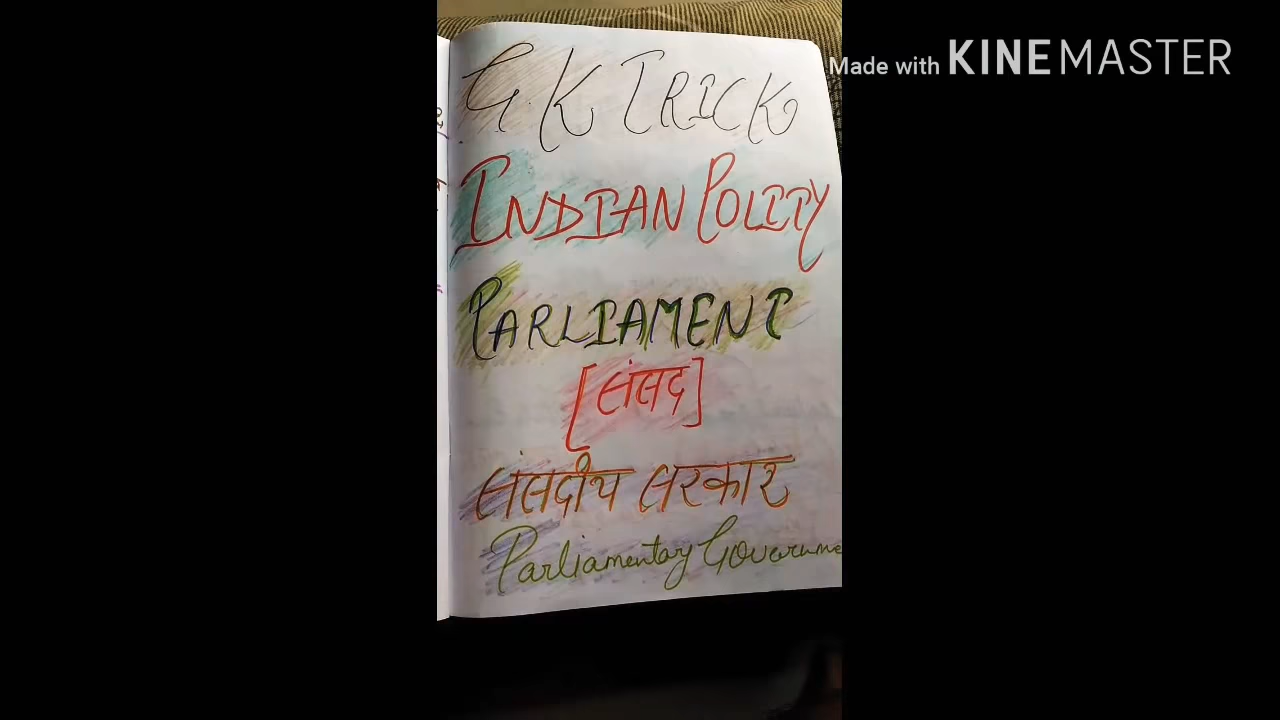 Made with KINEMASTER
G.K TRICK
INDIAN POLITY
PARLIAMENT
[संसद]
संसदीय सरकार
Parliamentary Governme